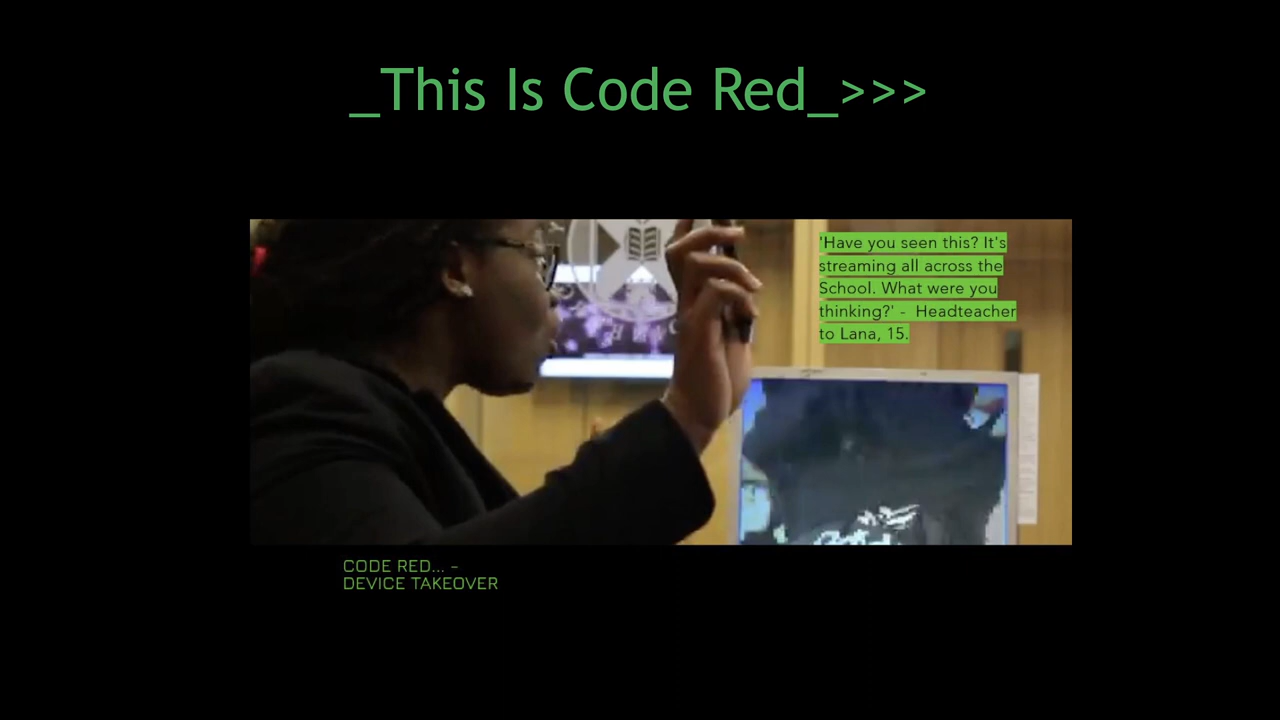 _This Is Code Red_>>>
'Have you seen this? It's
streaming all across the
School. What were you
thinking?' - Headteacher
to Lana, 15.
CODE RED... –
DEVICE TAKEOVER